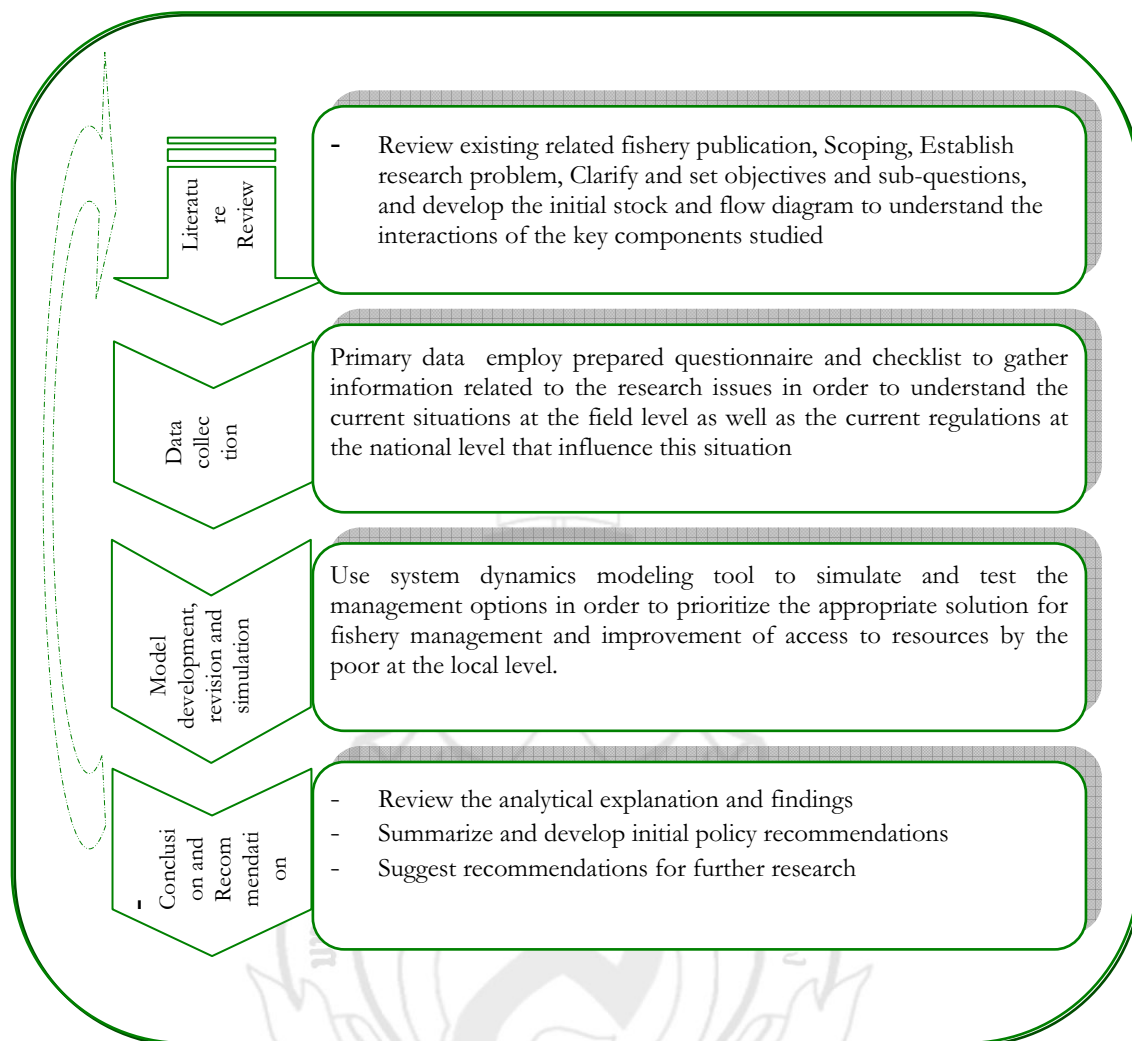 Literatu
re
Review
- Review existing related fishery publication, Scoping, Establish
research problem, Clarify and set objectives and sub-questions,
and develop the initial stock and flow diagram to understand the
interactions of the key components studied
Data
collec
tion
Primary data employ prepared questionnaire and checklist to gather
information related to the research issues in order to understand the
current situations at the field level as well as the current regulations at
the national level that influence this situation
Model
development,
revision and
simulation
Use system dynamics modeling tool to simulate and test the
management options in order to prioritize the appropriate solution for
fishery management and improvement of access to resources by the
poor at the local level.
-
Conclusi
on and
Recom
mendati
on
- Review the analytical explanation and findings
- Summarize and develop initial policy recommendations
- Suggest recommendations for further research